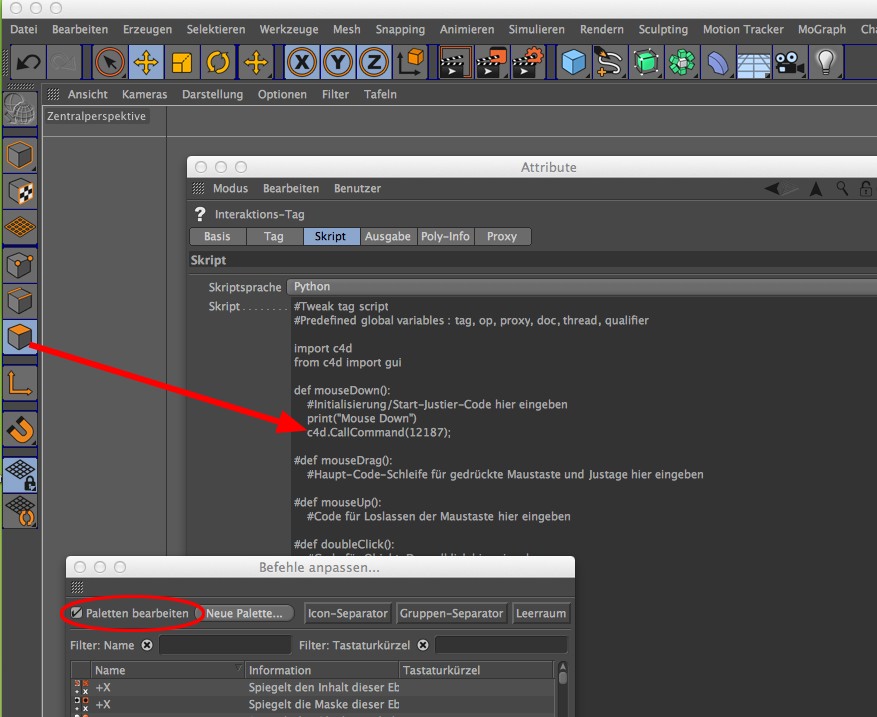 Datei Bearbeiten Erzeugen Selektieren Werkzeuge Mesh Snapping Animieren Simulieren Rendern Sculpting Motion Tracker MoGraph
X Y Z
Ansicht Kameras Darstellung Optionen Filter Tafeln
Zentralperspektive
Attribute
Modus Bearbeiten Benutzer
? Interaktions-Tag
Basis Tag Skript Ausgabe Poly-Info Proxy
Skript
Skriptsprache Python
Skript . . . . . . . . #Tweak tag script
#Predefined global variables : tag, op, proxy, doc, thread, qualifier
import c4d
from c4d import gui
def mouseDown():
#Initialisierung/Start-Justier-Code hier eingeben
print("Mouse Down")
c4d.CallCommand(12187);
#def mouseDrag():
#Haupt-Code-Schleife für gedrückte Maustaste und Justage hier eingeben
#def mouseUp():
#Code für Loslassen der Maustaste hier eingeben
#def doubleClick():
Befehle anpassen...
Paletten bearbeiten Neue Palette... Icon-Separator Gruppen-Separator Leerraum
Filter: Name Filter: Tastaturkürzel
Name Information Tastaturkürzel
+X Spiegelt den Inhalt dieser Eb
+X Spiegelt die Maske dieser Eb